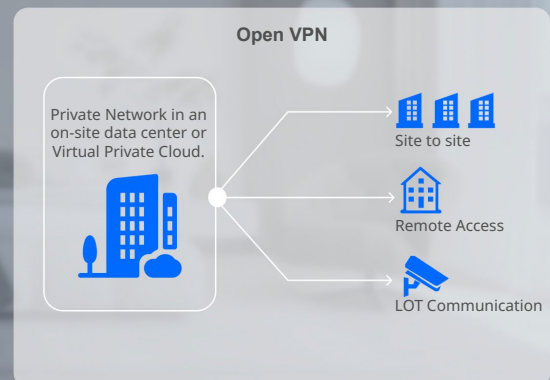 Open VPN
Private Network in an
on-site data center or
Virtual Private Cloud.
Site to site
Remote Access
LOT Communication